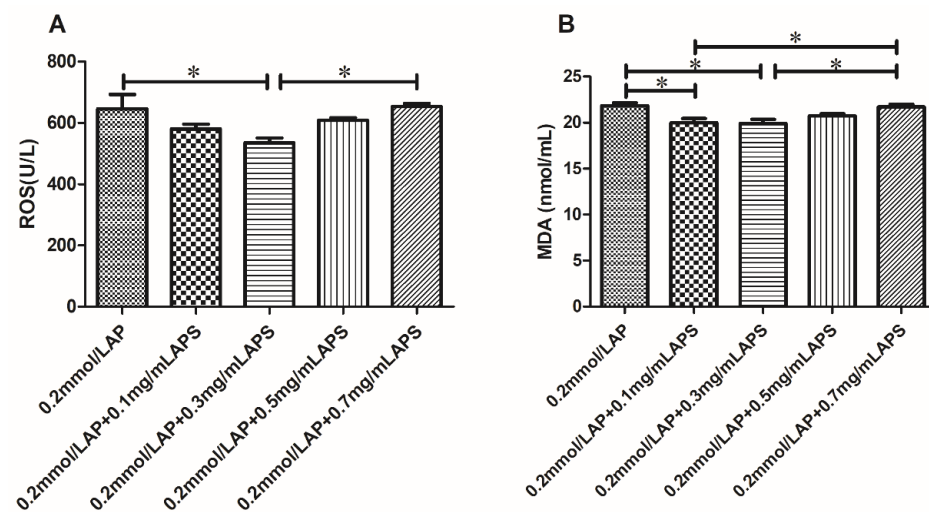 A
ROS(U/L)
800
600
400
200
0
*
*
0.2mmol/LAP
0.2mmol/LAP+0.1mg/mLAPS
0.2mmol/LAP+0.3mg/mLAPS
0.2mmol/LAP+0.5mg/mLAPS
0.2mmol/LAP+0.7mg/mLAPS
B
MDA (nmol/mL)
25
20
15
10
5
0
*
*
*
*
0.2mmol/LAP
0.2mmol/LAP+0.1mg/mLAPS
0.2mmol/LAP+0.3mg/mLAPS
0.2mmol/LAP+0.5mg/mLAPS
0.2mmol/LAP+0.7mg/mLAPS